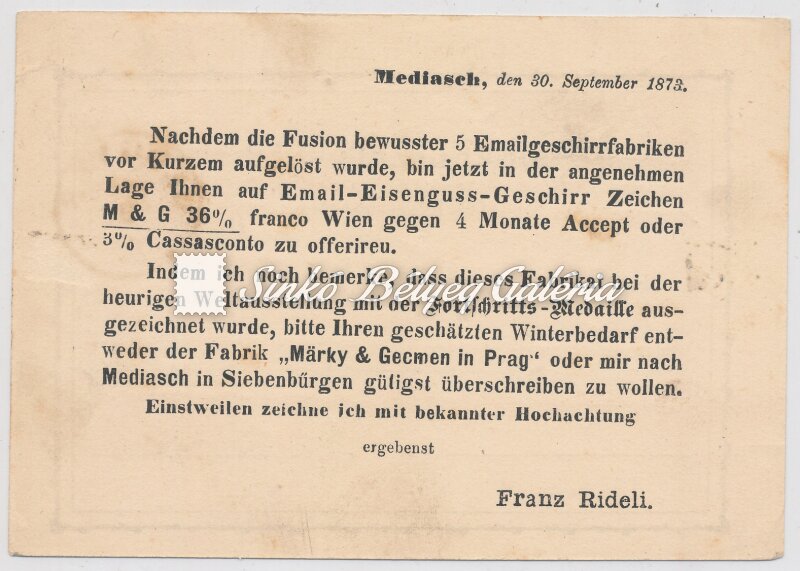 Mediasch, den 30. September 1873.
Nachdem die Fusion bewusster 5 Emailgeschirrfabriken
vor Kurzem aufgelöst wurde, bin jetzt in der angenehmen
Lage Ihnen auf Email-Eisenguss-Geschirr Zeichen
M & G 36% franco Wien gegen 4 Monate Accept oder
3% Cassasconto zu offerireu.
Indem ich noch bemerke, dass dieses Fabrikat bei der
heurigen Weltausstellung mit der Fortschritts-Medaille aus-
gezeichnet wurde, bitte Ihren geschätzten Winterbedarf ent-
weder der Fabrik „Märky & Gecmen in Prag“ oder mir nach
Mediasch in Siebenbürgen gütigst überschreiben zu wollen.
Einstweilen zeichne ich mit bekannter Hochachtung
ergebenst
Franz Rideli.
Sinkó Bélyeg Galéria